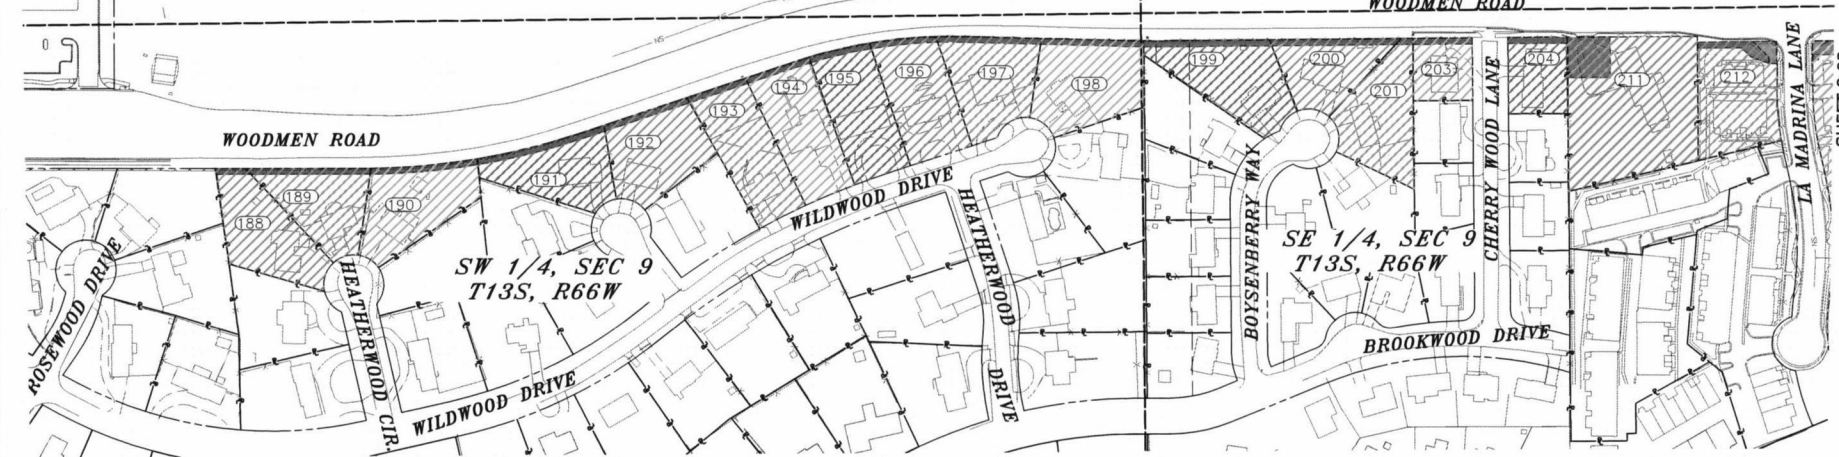 WOODMEN ROAD
WOODMEN ROAD
188
189
190
191
192
193
194
195
196
197
198
199
200
201
203
204
211
212
NS
NS
ROSEWOOD DRIVE
HEATHERWOOD CIR.
SW 1/4, SEC 9
T13S, R66W
WILDWOOD DRIVE
WILDWOOD DRIVE
HEATHERWOOD
DRIVE
BOYSENBERRY WAY
SE 1/4, SEC 9
T13S, R66W
CHERRY WOOD LANE
BROOKWOOD DRIVE
LA MADRINA LANE